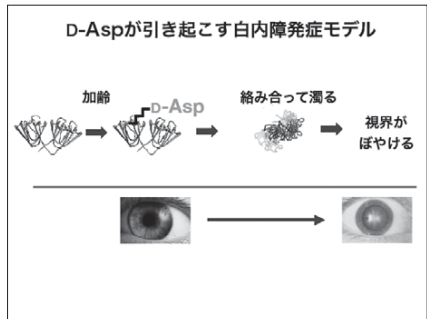 D-Aspが引き起こす白内障発症モデル
加齢
D-Asp
絡み合って濁る
視界が
ぼやける